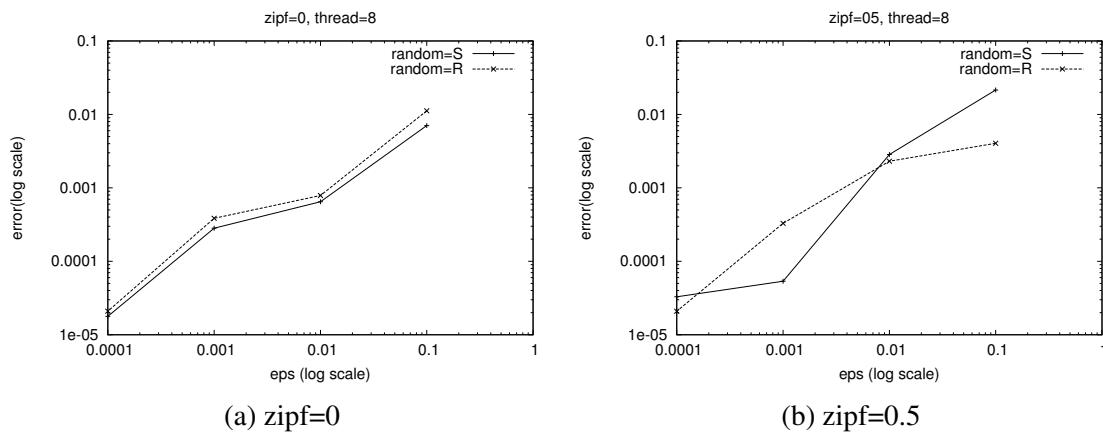 zipf=0, thread=8
0.1
0.01
0.001
0.0001
1e-05
error(log scale)
random=S
random=R
0.0001 0.001 0.01 0.1 1
eps (log scale)
(a) zipf=0
zipf=05, thread=8
0.1
0.01
0.001
0.0001
1e-05
error(log scale)
random=S
random=R
0.0001 0.001 0.01 0.1 1
eps (log scale)
(b) zipf=0.5